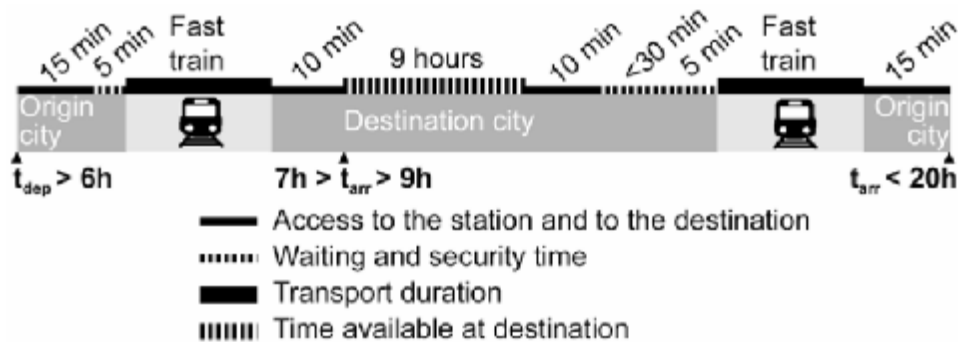 15 min
5 min
Fast
train
10 min
9 hours
10 min
<30 min
5 min
Fast
train
15 min
Origin
city
Destination city
Origin
city
t_dep > 6h
7h > t_arr > 9h
t_arr < 20h
Access to the station and to the destination
Waiting and security time
Transport duration
Time available at destination